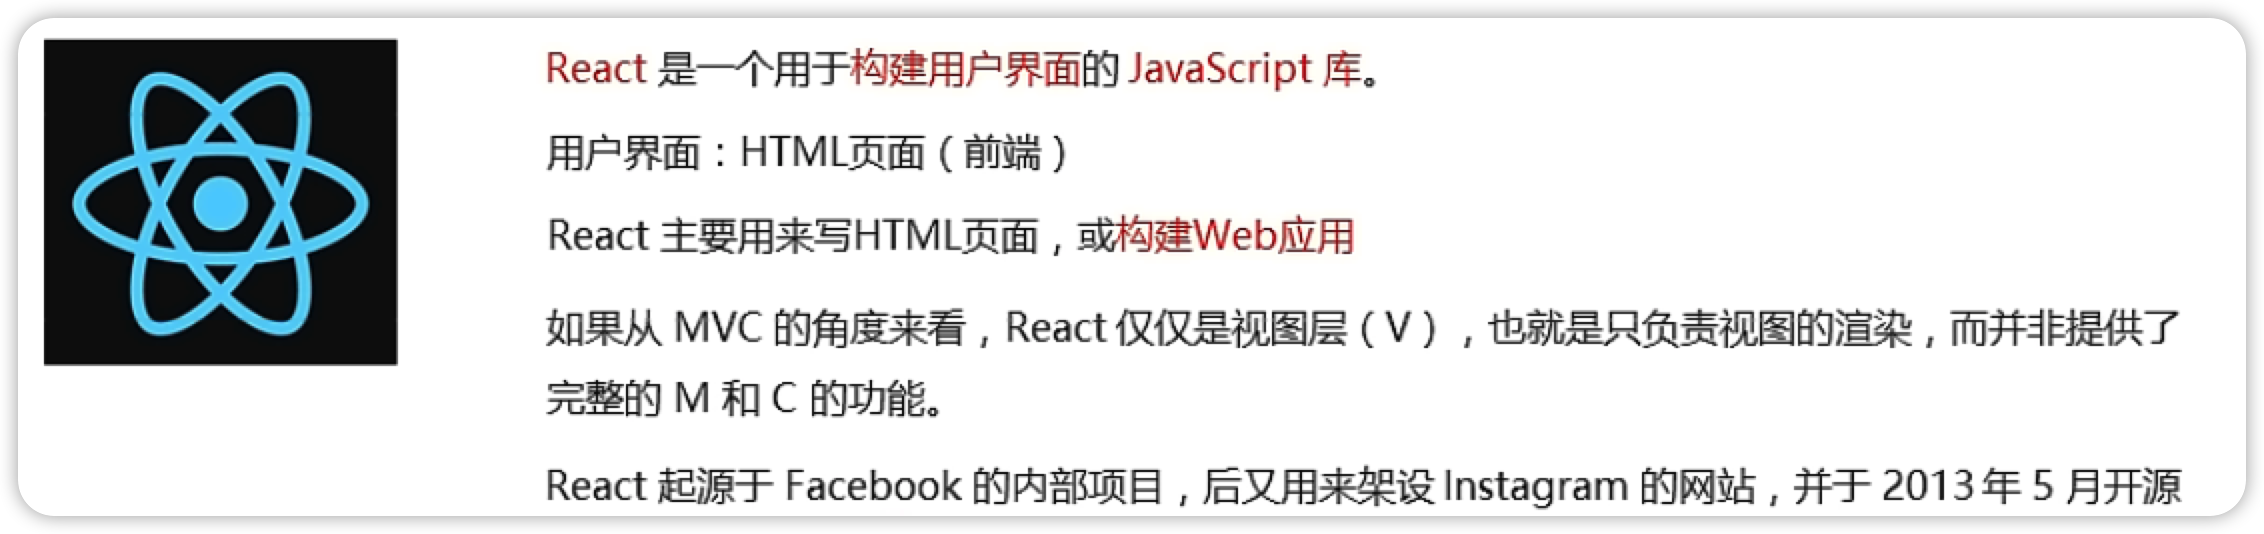 React 是一个用于构建用户界面的 JavaScript 库。
用户界面：HTML页面（前端）
React 主要用来写HTML页面，或构建Web应用
如果从 MVC 的角度来看，React 仅仅是视图层（V），也就是只负责视图的渲染，而并非提供了
完整的 M 和 C 的功能。
React 起源于 Facebook 的内部项目，后又用来架设 Instagram 的网站，并于 2013 年 5 月开源